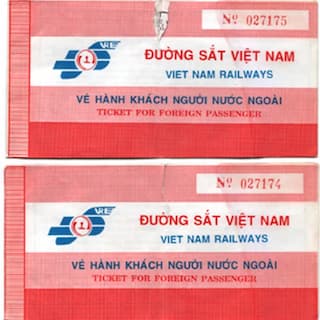 Nº 027175
VR
ĐƯỜNG SẮT VIỆT NAM
VIET NAM RAILWAYS
VÉ HÀNH KHÁCH NGƯỜI NƯỚC NGOÀI
TICKET FOR FOREIGN PASSENGER
Nº 027174
VR
ĐƯỜNG SẮT VIỆT NAM
VIET NAM RAILWAYS
VÉ HÀNH KHÁCH NGƯỜI NƯỚC NGOÀI
TICKET FOR FOREIGN PASSENGER